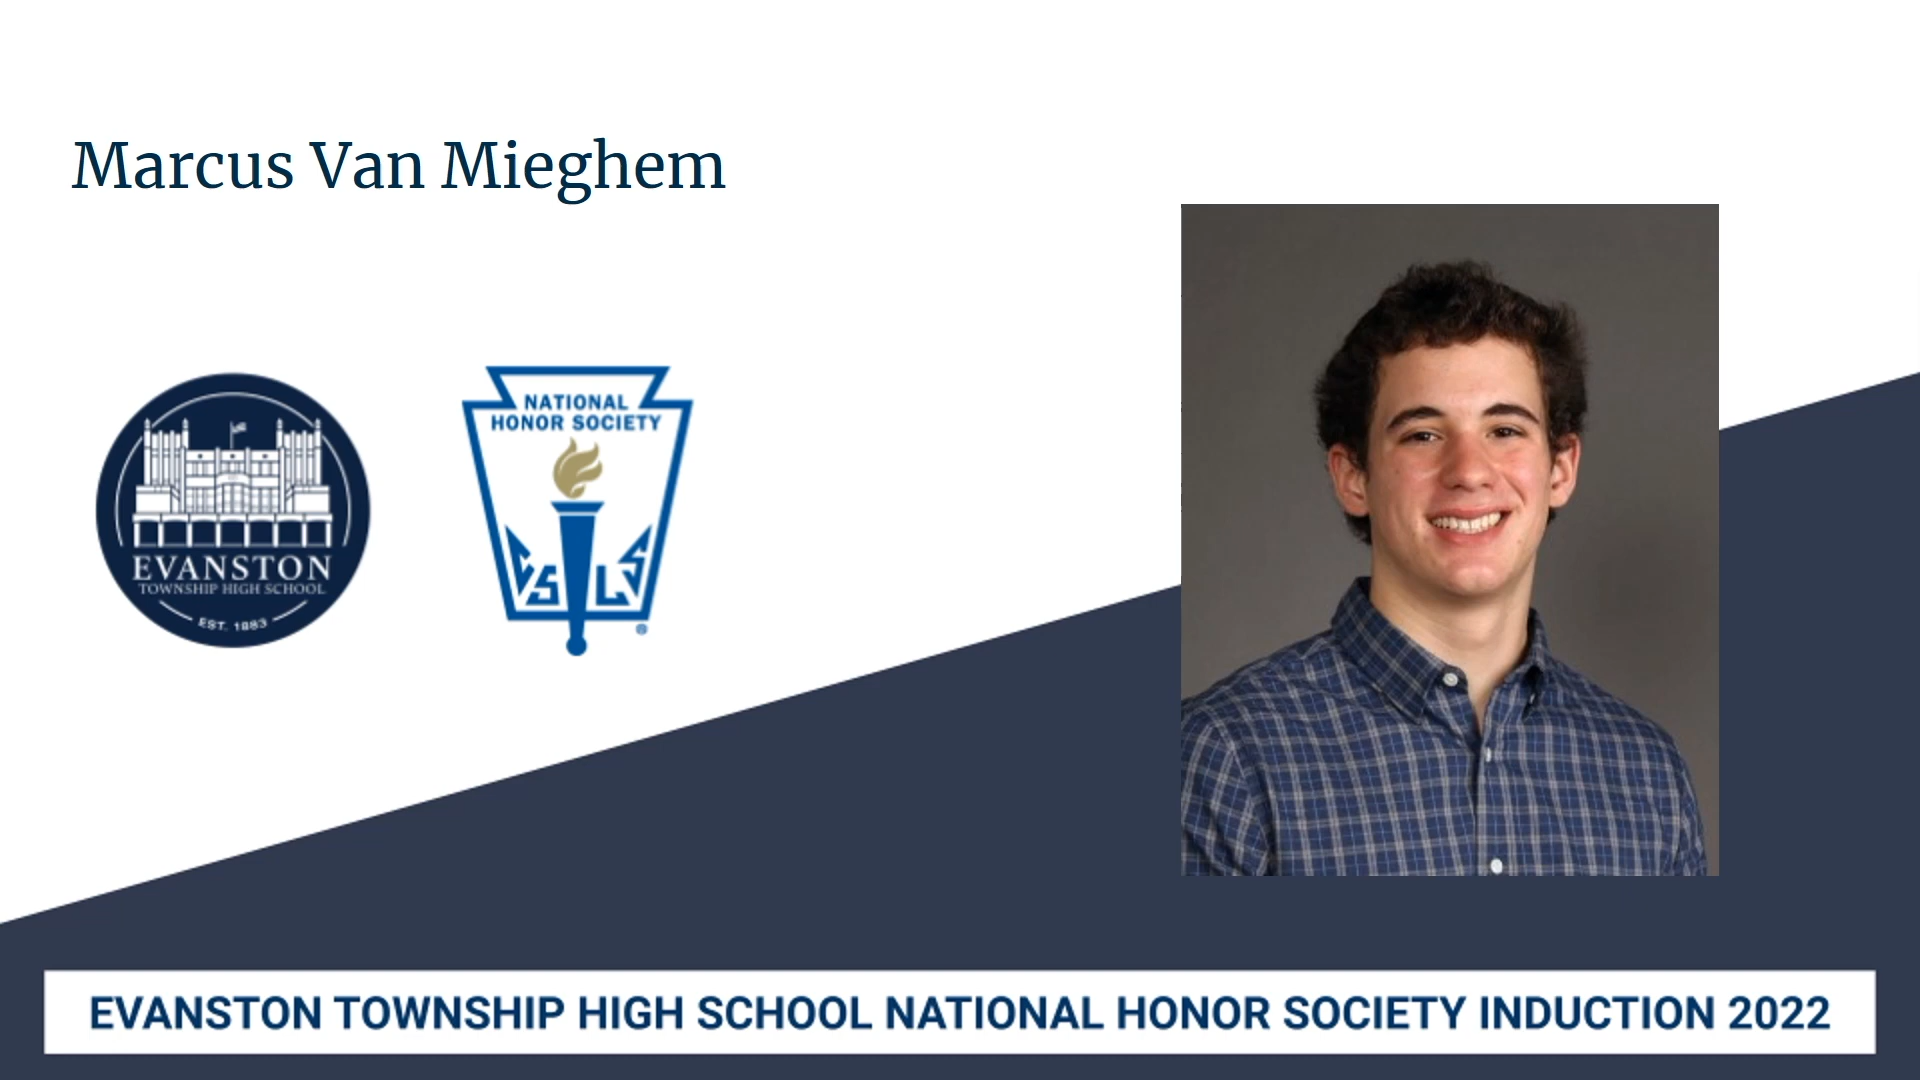 Marcus Van Mieghem
EVANSTON
TOWNSHIP HIGH SCHOOL
EST. 1883
NATIONAL
HONOR SOCIETY
C S L S
®
EVANSTON TOWNSHIP HIGH SCHOOL NATIONAL HONOR SOCIETY INDUCTION 2022